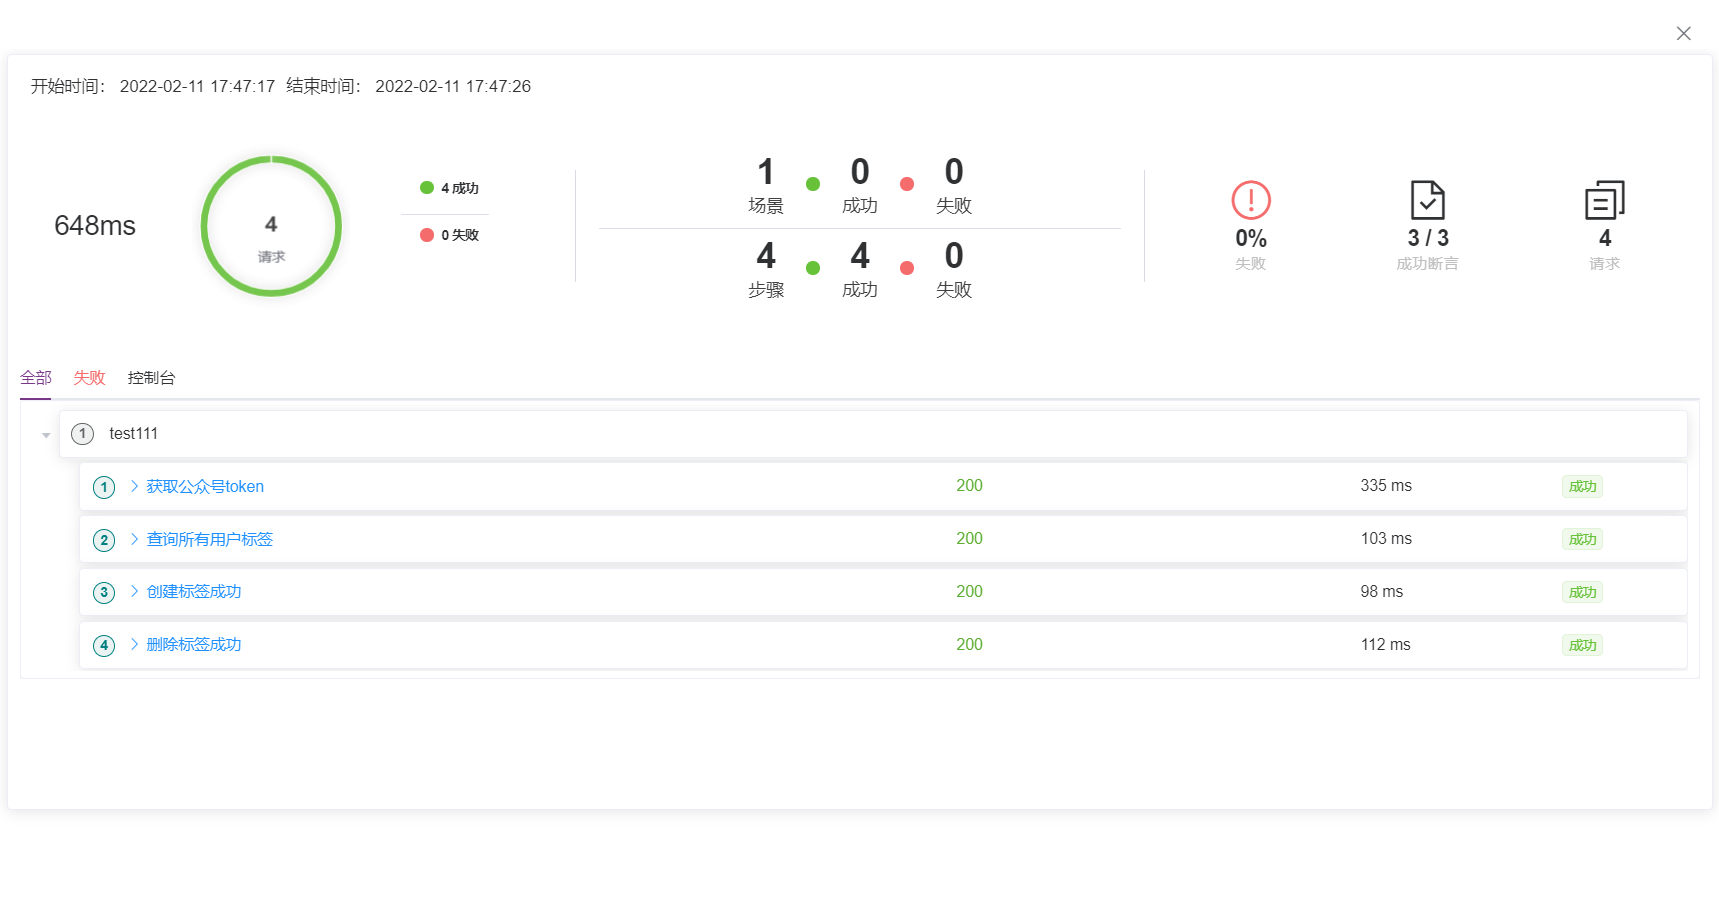 开始时间： 2022-02-11 17:47:17 结束时间： 2022-02-11 17:47:26
648ms
4
请求
4 成功
0 失败
1 0 0
场景 成功 失败
4 4 0
步骤 成功 失败
0% 3 / 3 4
失败 成功断言 请求
全部 失败 控制台
1 test111
1 获取公众号token 200 335 ms 成功
2 查询所有用户标签 200 103 ms 成功
3 创建标签成功 200 98 ms 成功
4 删除标签成功 200 112 ms 成功